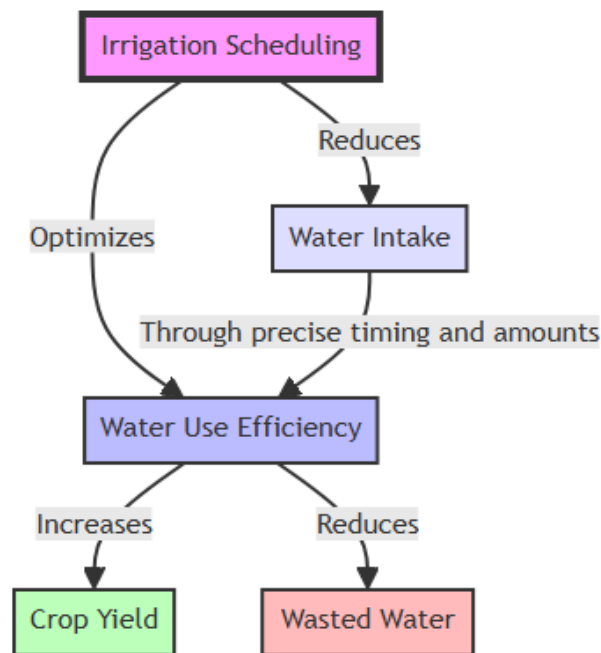 Irrigation Scheduling
Reduces
Optimizes
Water Intake
Through precise timing and amounts
Water Use Efficiency
Increases
Reduces
Crop Yield
Wasted Water